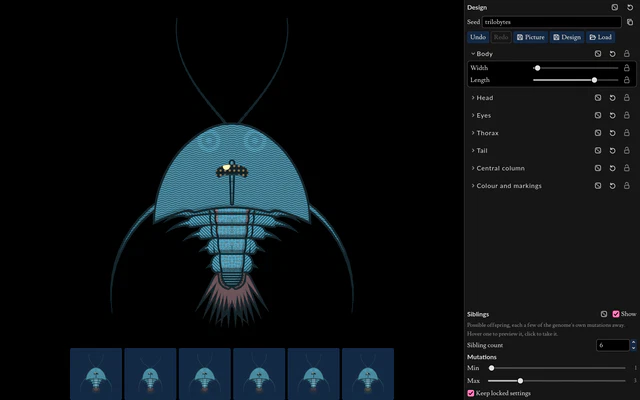 Design
Seed trilobytes
Undo Redo Picture Design Load
Body
Width
Length
Head
Eyes
Thorax
Tail
Central column
Colour and markings
Siblings Show
Possible offspring, each a few of the genome's own mutations away.
Hover one to preview it, click to take it.
Sibling count 6
Mutations
Min 1
Max
Keep locked settings